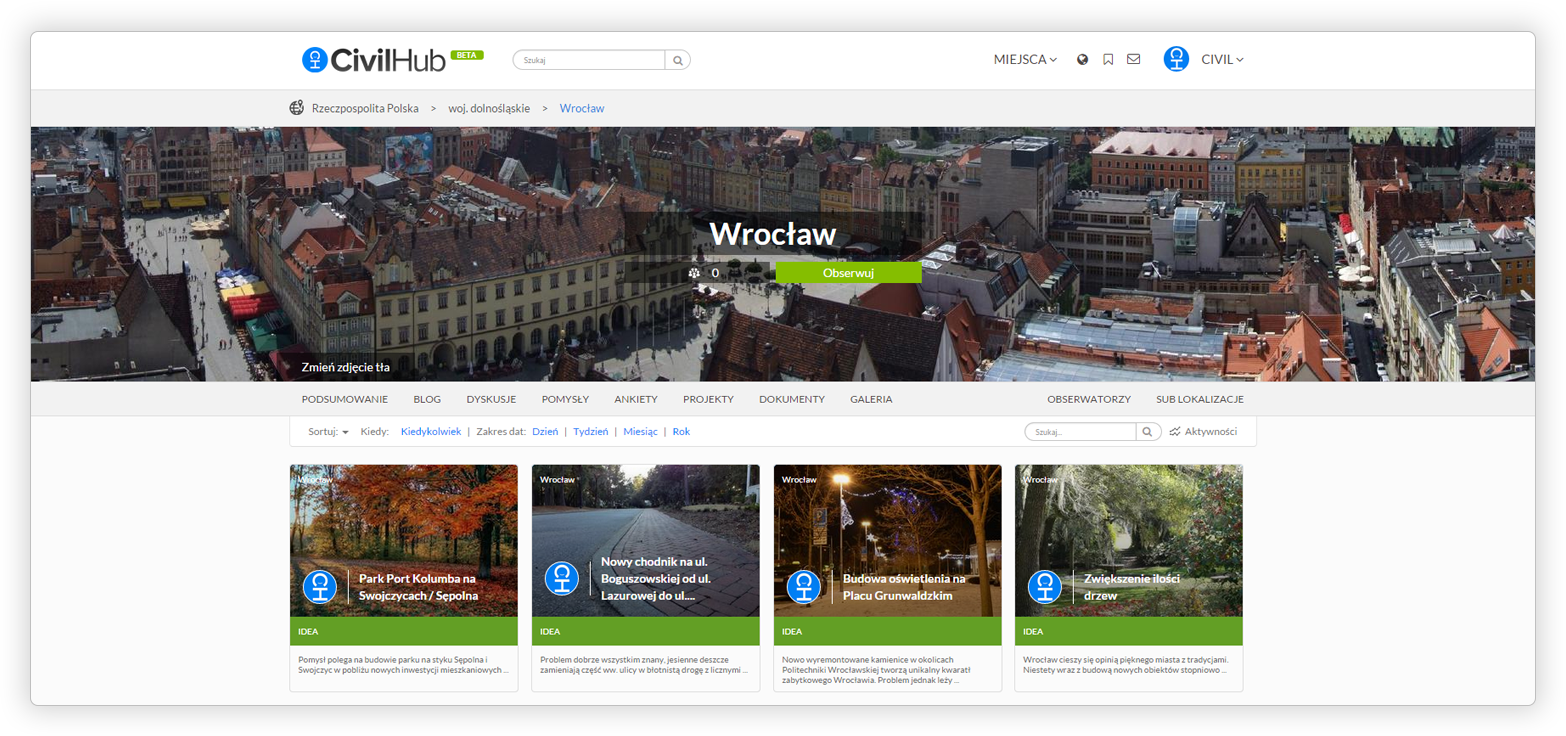 CivilHub BETA
Szukaj
MIEJSCA
CIVIL
Rzeczpospolita Polska > woj. dolnośląskie > Wrocław
Wrocław
0
Obserwuj
Zmień zdjęcie tła
PODSUMOWANIE BLOG DYSKUSJE POMYSŁY ANKIETY PROJEKTY DOKUMENTY GALERIA OBSERWATORZY SUB LOKALIZACJE
Sortuj: Kiedy: Kiedykolwiek | Zakres dat: Dzień | Tydzień | Miesiąc | Rok
Szukaj...
Aktywności
Wrocław
Park Port Kolumba na
Swojczycach / Sępolna
IDEA
Pomysł polega na budowie parku na styku Sępolna i
Swojczyc w pobliżu nowych inwestycji mieszkaniowych ...
Wrocław
Nowy chodnik na ul.
Boguszowskiej od ul.
Lazurowej do ul....
IDEA
Problem dobrze wszystkim znany, jesienne deszcze
zamieniają część ww. ulicy w błotnistą drogę z licznymi ...
Wrocław
Budowa oświetlenia na
Placu Grunwaldzkim
IDEA
Nowo wyremontowane kamienice w okolicach
Politechniki Wrocławskiej tworzą unikalny kwaratł
zabytkowego Wrocławia. Problem jednak leży ...
Wrocław
Zwiększenie ilości
drzew
IDEA
Wrocław cieszy się opinią pięknego miasta z tradycjami.
Niestety wraz z budową nowych obiektów stopniowo ...